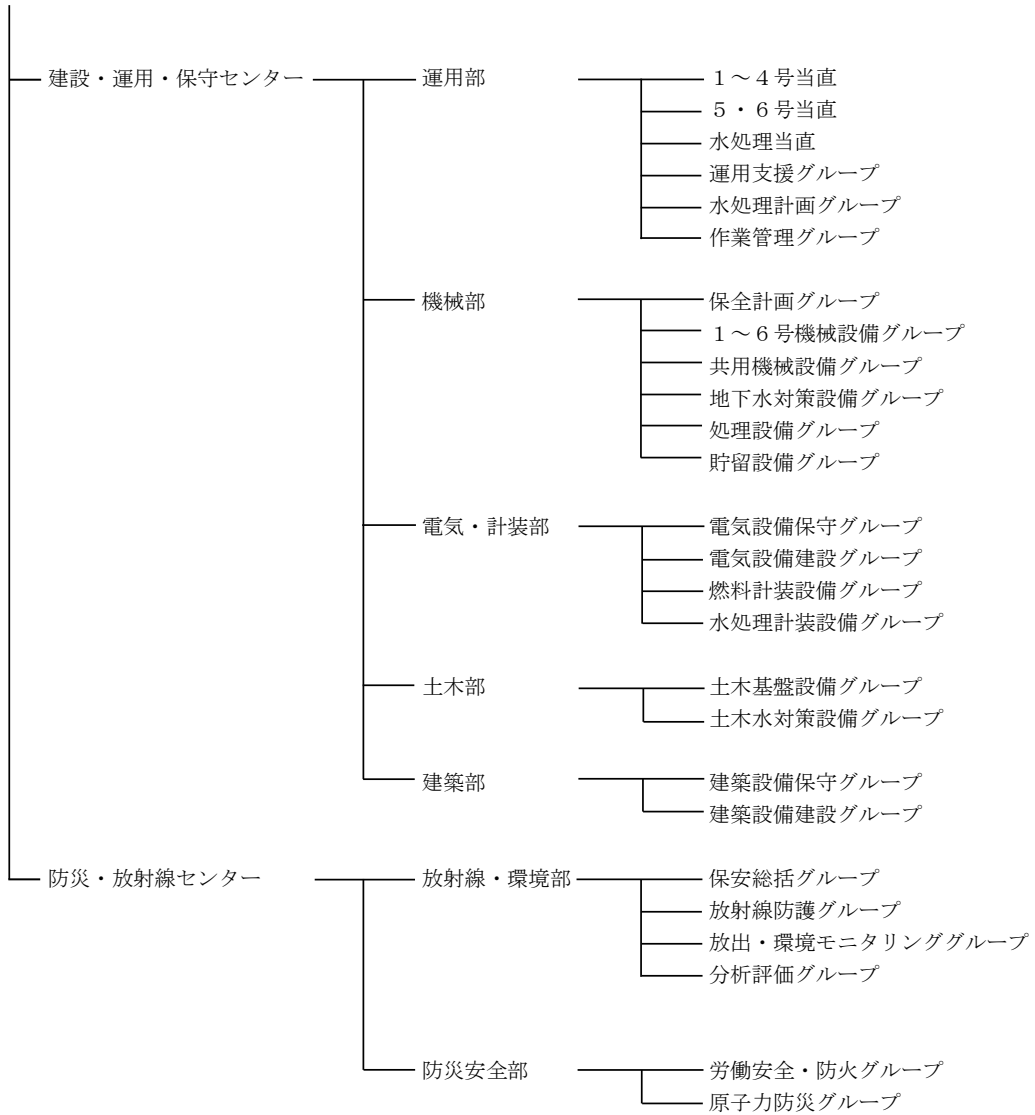 建設・運用・保守センター 運用部 １～４号当直
５・６号当直
水処理当直
運用支援グループ
水処理計画グループ
作業管理グループ
機械部 保全計画グループ
１～６号機械設備グループ
共用機械設備グループ
地下水対策設備グループ
処理設備グループ
貯留設備グループ
電気・計装部 電気設備保守グループ
電気設備建設グループ
燃料計装設備グループ
水処理計装設備グループ
土木部 土木基盤設備グループ
土木水対策設備グループ
建築部 建築設備保守グループ
建築設備建設グループ
防災・放射線センター 放射線・環境部 保安総括グループ
放射線防護グループ
放出・環境モニタリンググループ
分析評価グループ
防災安全部 労働安全・防火グループ
原子力防災グループ